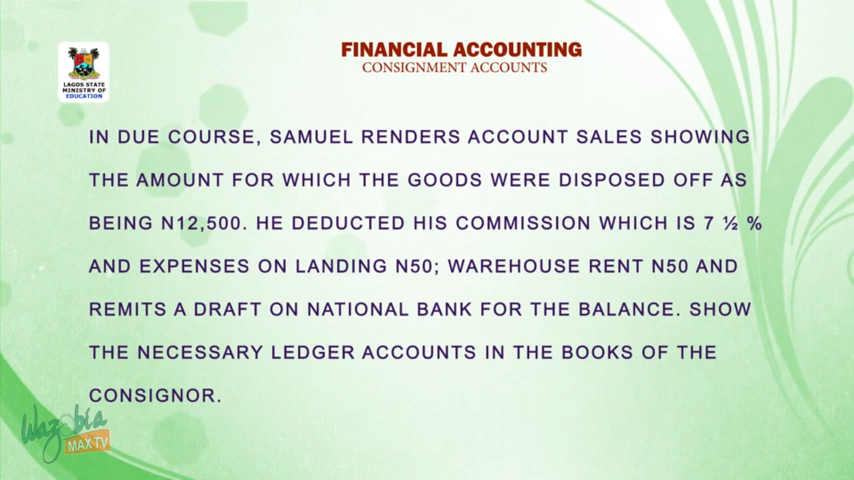 FINANCIAL ACCOUNTING
CONSIGNMENT ACCOUNTS
LAGOS STATE
MINISTRY OF
EDUCATION
IN DUE COURSE, SAMUEL RENDERS ACCOUNT SALES SHOWING
THE AMOUNT FOR WHICH THE GOODS WERE DISPOSED OFF AS
BEING N12,500. HE DEDUCTED HIS COMMISSION WHICH IS 7 ½ %
AND EXPENSES ON LANDING N50; WAREHOUSE RENT N50 AND
REMITS A DRAFT ON NATIONAL BANK FOR THE BALANCE. SHOW
THE NECESSARY LEDGER ACCOUNTS IN THE BOOKS OF THE
CONSIGNOR.
Wazobia
MAX TV